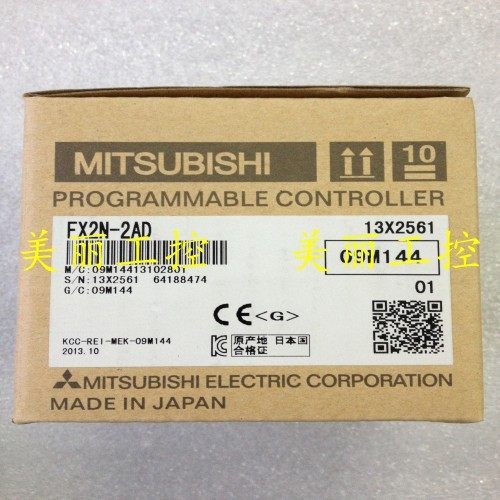 MITSUBISHI
10
PROGRAMMABLE CONTROLLER
FX2N-2AD
13X2561
美丽工控
美丽工控
09M144
M/C:09M14413102801
S/N:13X2561 64188474
G/C:09M144
01
CE <G>
KCC-REI-MEK-09M144
2013.10
原产地 日本国
合格证
MITSUBISHI ELECTRIC CORPORATION
MADE IN JAPAN